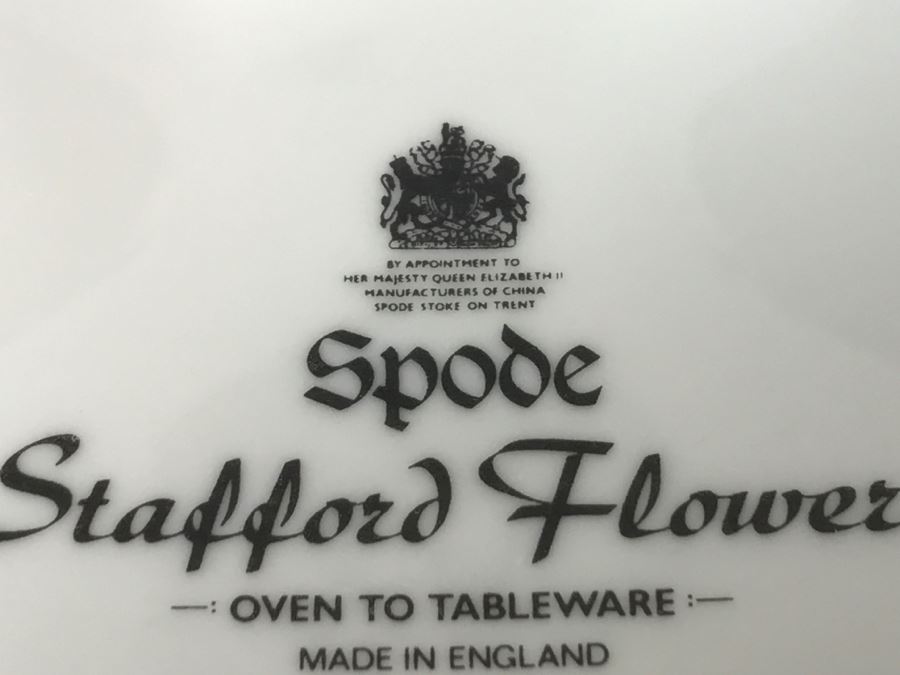 BY APPOINTMENT TO
HER MAJESTY QUEEN ELIZABETH II
MANUFACTURERS OF CHINA
SPODE STOKE ON TRENT
Spode
Stafford Flower
—: OVEN TO TABLEWARE :—
MADE IN ENGLAND